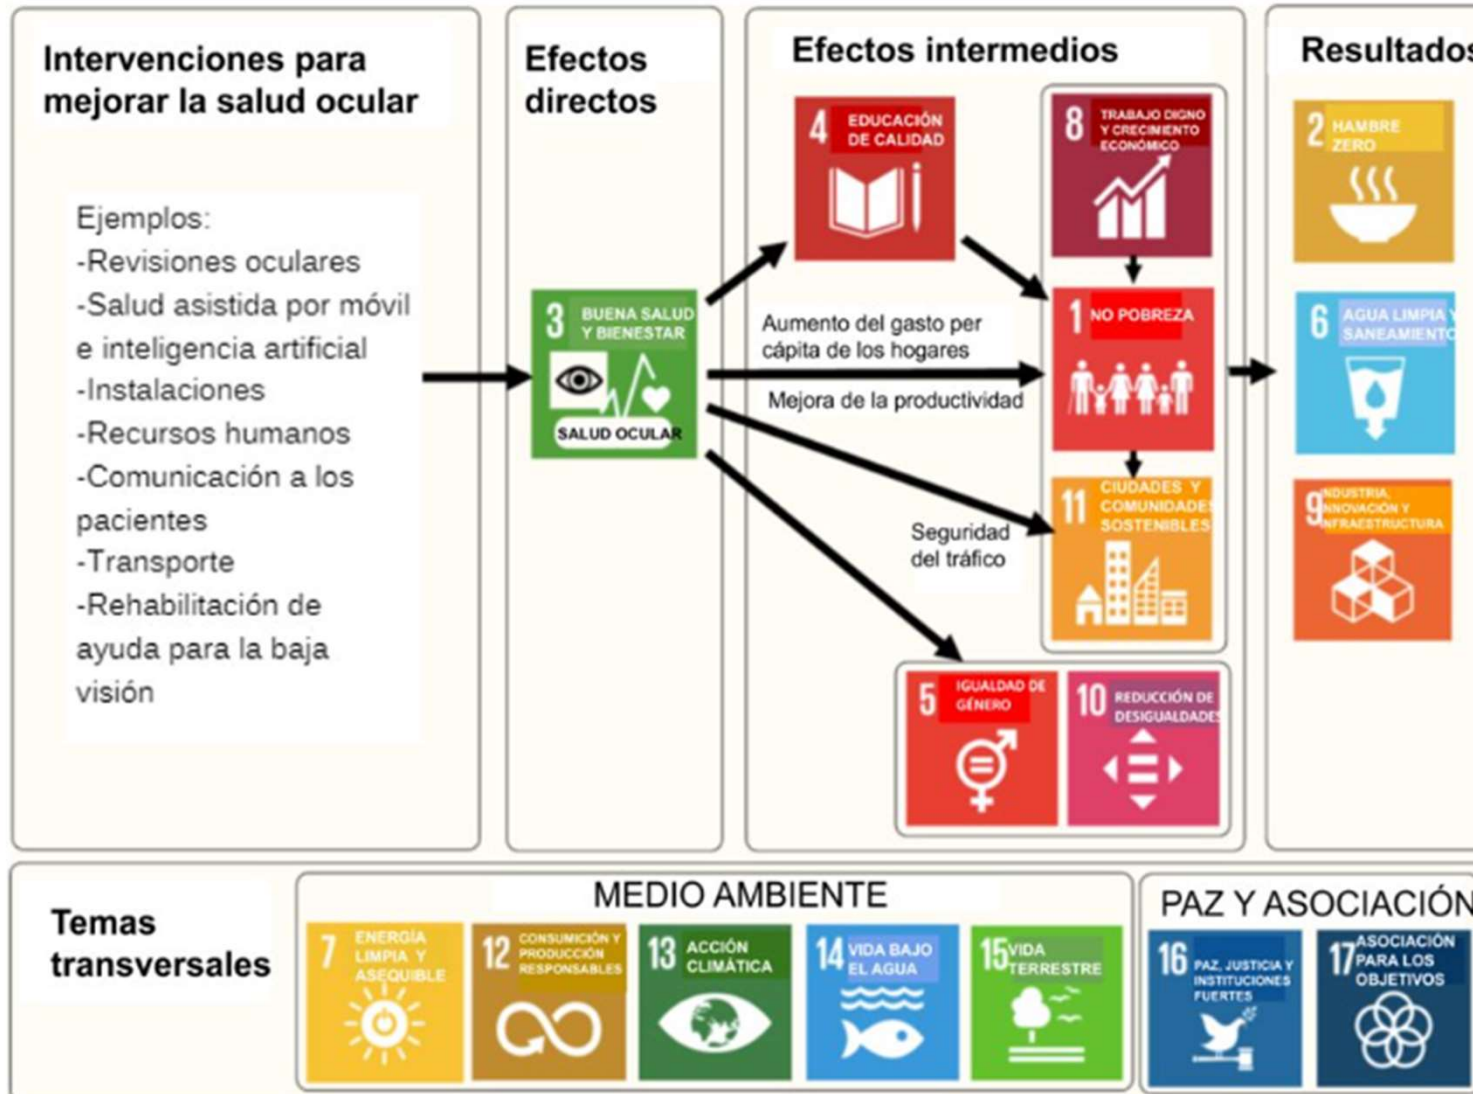 Intervenciones para
mejorar la salud ocular
Ejemplos:
-Revisiones oculares
-Salud asistida por móvil
e inteligencia artificial
-Instalaciones
-Recursos humanos
-Comunicación a los
pacientes
-Transporte
-Rehabilitación de
ayuda para la baja
visión
Efectos
directos
3 BUENA SALUD
Y BIENESTAR
SALUD OCULAR
Efectos intermedios
4 EDUCACIÓN
DE CALIDAD
8 TRABAJO DIGNO
Y CRECIMIENTO
ECONÓMICO
Aumento del gasto per
cápita de los hogares
Mejora de la productividad
1 NO POBREZA
Seguridad
del tráfico
11 CIUDADES Y
COMUNIDADES
SOSTENIBLES
5 IGUALDAD DE
GÉNERO
10 REDUCCIÓN DE
DESIGUALDADES
Resultados
2 HAMBRE
ZERO
6 AGUA LIMPIA Y
SANEAMIENTO
9 INDUSTRIA,
INNOVACIÓN Y
INFRAESTRUCTURA
Temas
transversales
MEDIO AMBIENTE
7 ENERGÍA
LIMPIA Y
ASEQUIBLE
12 CONSUMICIÓN Y
PRODUCCIÓN
RESPONSABLES
13 ACCIÓN
CLIMÁTICA
14 VIDA BAJO
EL AGUA
15 VIDA
TERRESTRE
PAZ Y ASOCIACIÓN
16 PAZ, JUSTICIA Y
INSTITUCIONES
FUERTES
17 ASOCIACIÓN
PARA LOS
OBJETIVOS